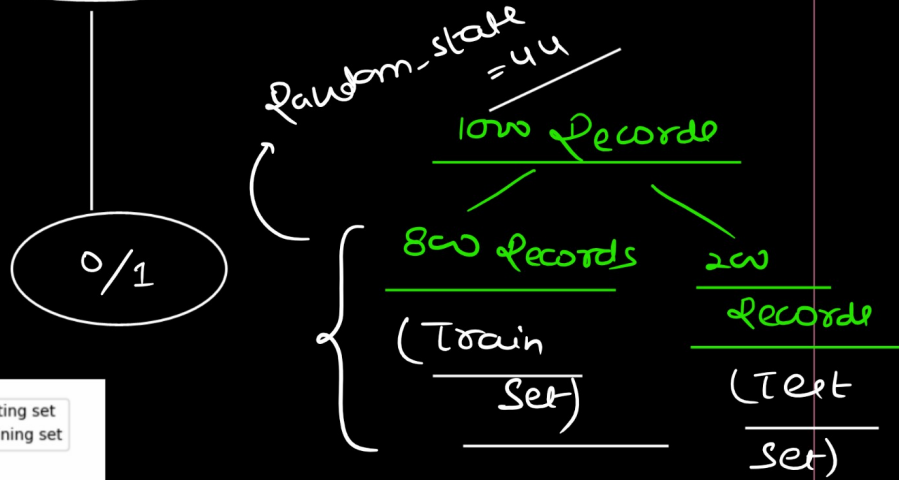 Random_state
=44
1000 Records
0/1
800 Records
200
Records
(Train
Set)
(Test
Set)
ting set
ning set